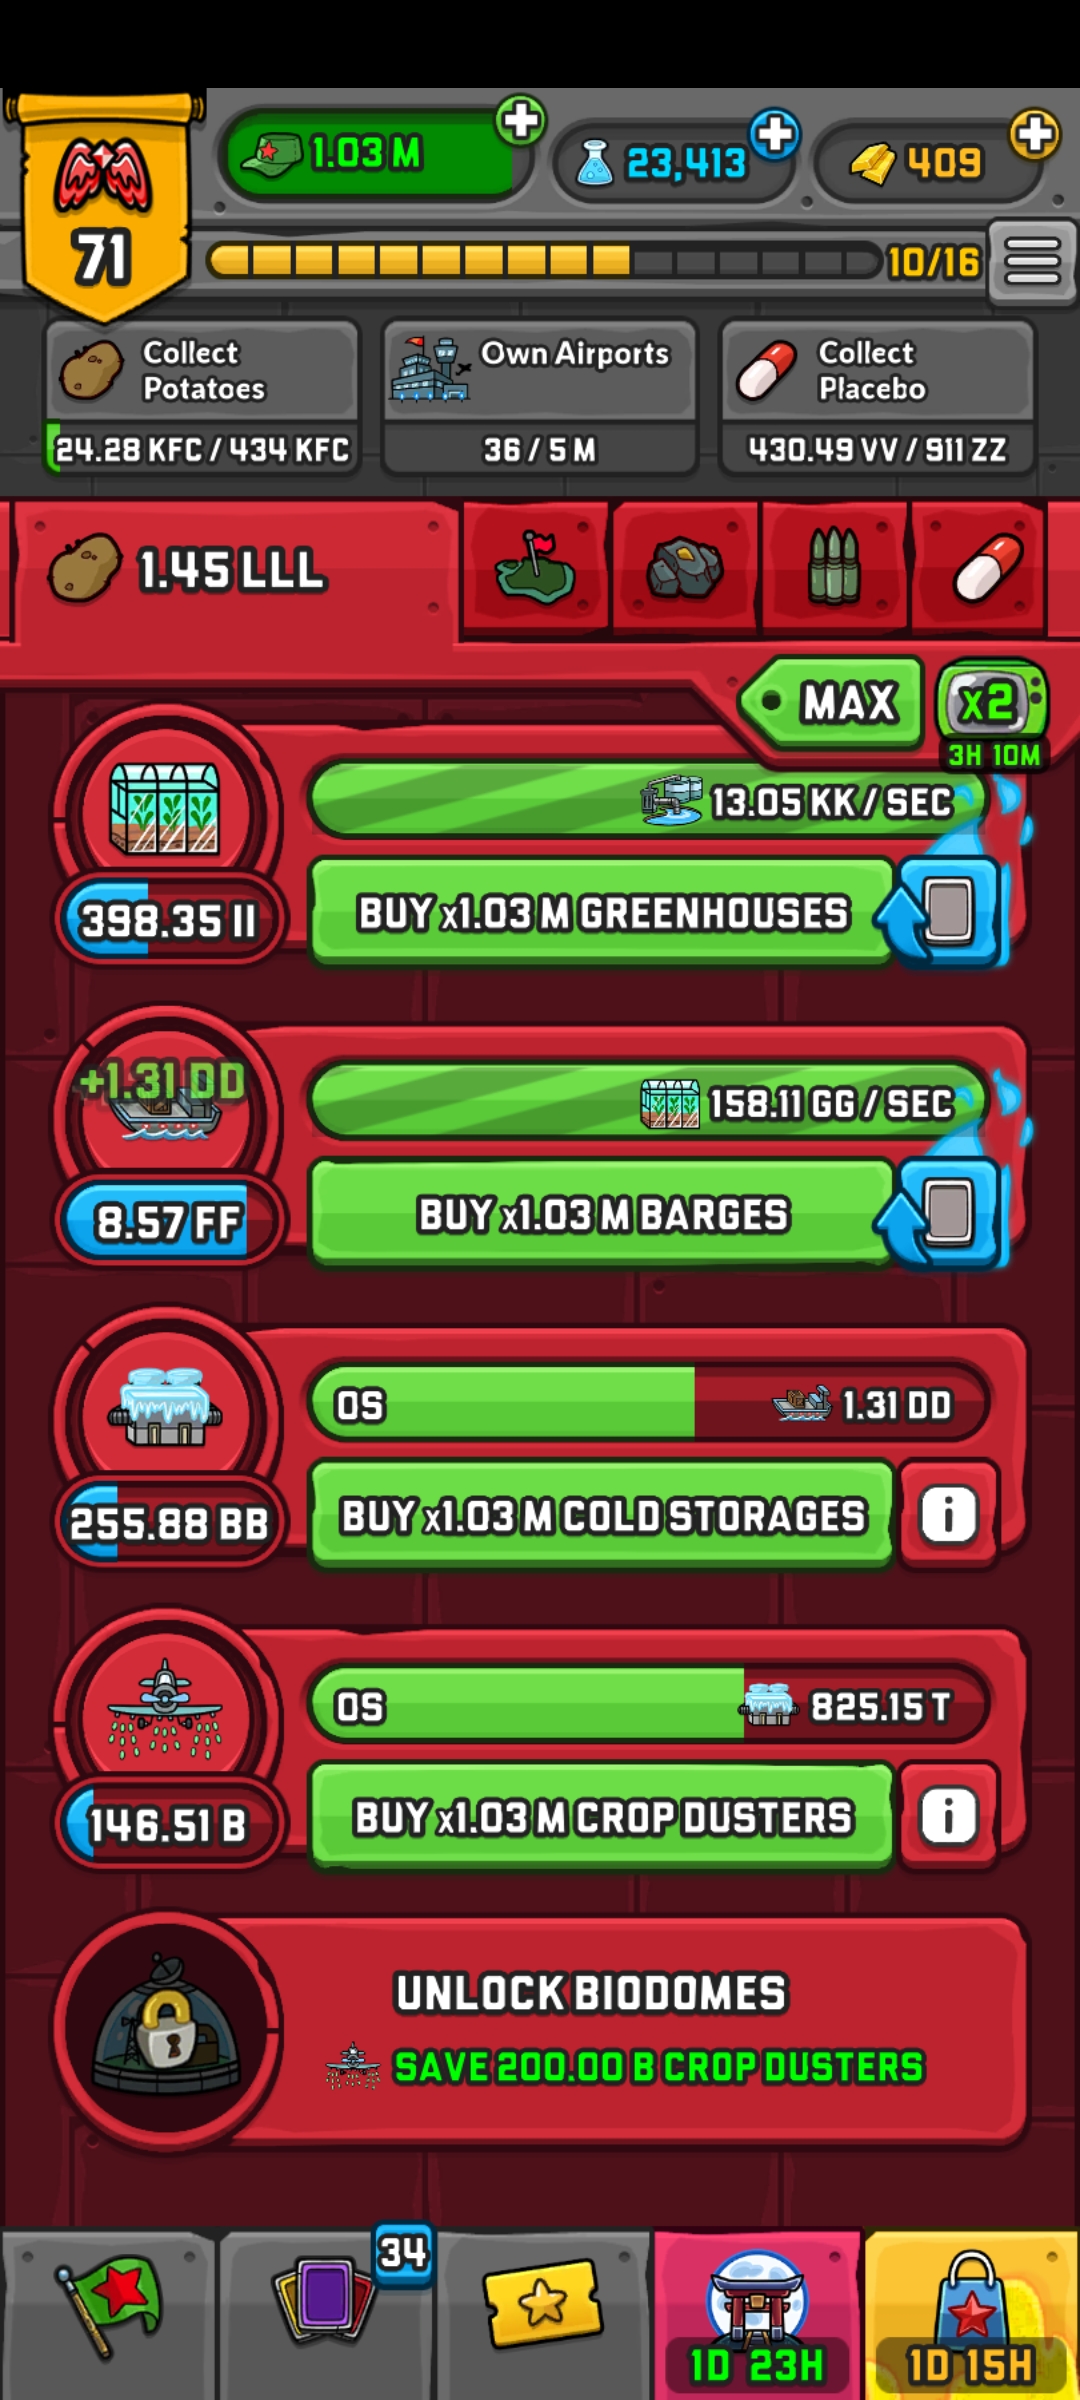 71
1.03 M
23,413
409
10/16
Collect
Potatoes
24.28 KFC / 434 KFC
Own Airports
36 / 5 M
Collect
Placebo
430.49 VV / 911 ZZ
1.45 LLL
MAX
x2
3H 10M
13.05 KK / SEC
398.35 II
BUY x1.03 M GREENHOUSES
+1.31 DD
158.11 GG / SEC
8.57 FF
BUY x1.03 M BARGES
0S
1.31 DD
255.88 BB
BUY x1.03 M COLD STORAGES
i
0S
825.15 T
146.51 B
BUY x1.03 M CROP DUSTERS
i
UNLOCK BIODOMES
SAVE 200.00 B CROP DUSTERS
34
1D 23H
1D 15H